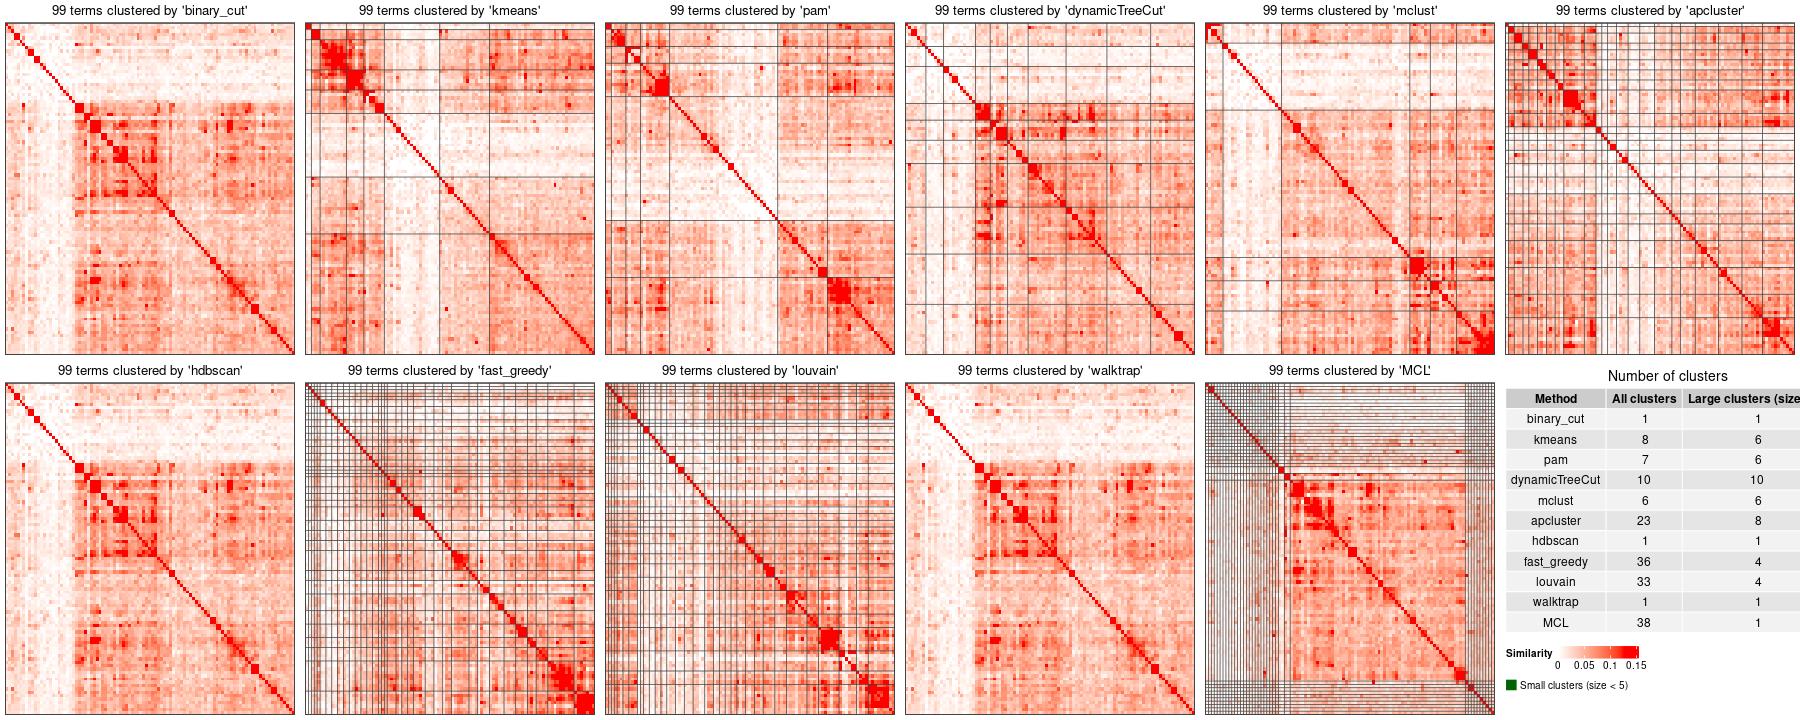 99 terms clustered by 'binary_cut'
99 terms clustered by 'kmeans'
99 terms clustered by 'pam'
99 terms clustered by 'dynamicTreeCut'
99 terms clustered by 'mclust'
99 terms clustered by 'apcluster'
99 terms clustered by 'hdbscan'
99 terms clustered by 'fast_greedy'
99 terms clustered by 'louvain'
99 terms clustered by 'walktrap'
99 terms clustered by 'MCL'
Number of clusters
Method All clusters Large clusters (size
binary_cut 1 1
kmeans 8 6
pam 7 6
dynamicTreeCut 10 10
mclust 6 6
apcluster 23 8
hdbscan 1 1
fast_greedy 36 4
louvain 33 4
walktrap 1 1
MCL 38 1
Similarity
0 0.05 0.1 0.15
Small clusters (size < 5)